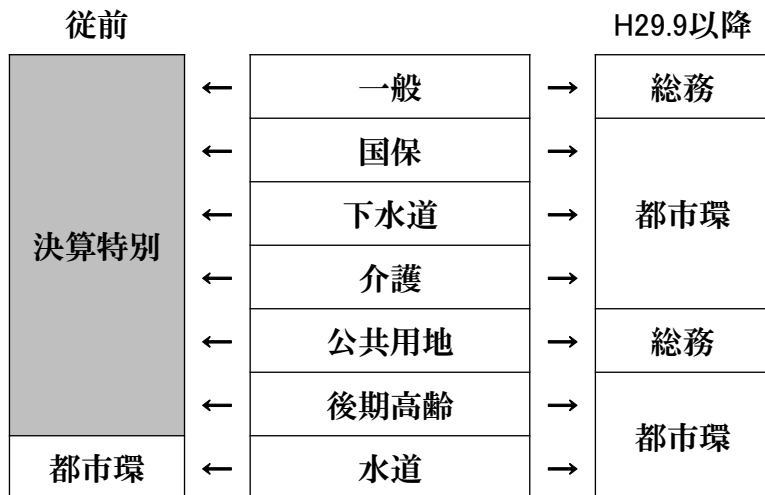 従前 H29.9以降
← 一般 → 総務
← 国保 →
← 下水道 → 都市環
決算特別
← 介護 →
← 公共用地 → 総務
← 後期高齢 →
都市環
都市環 ← 水道 →